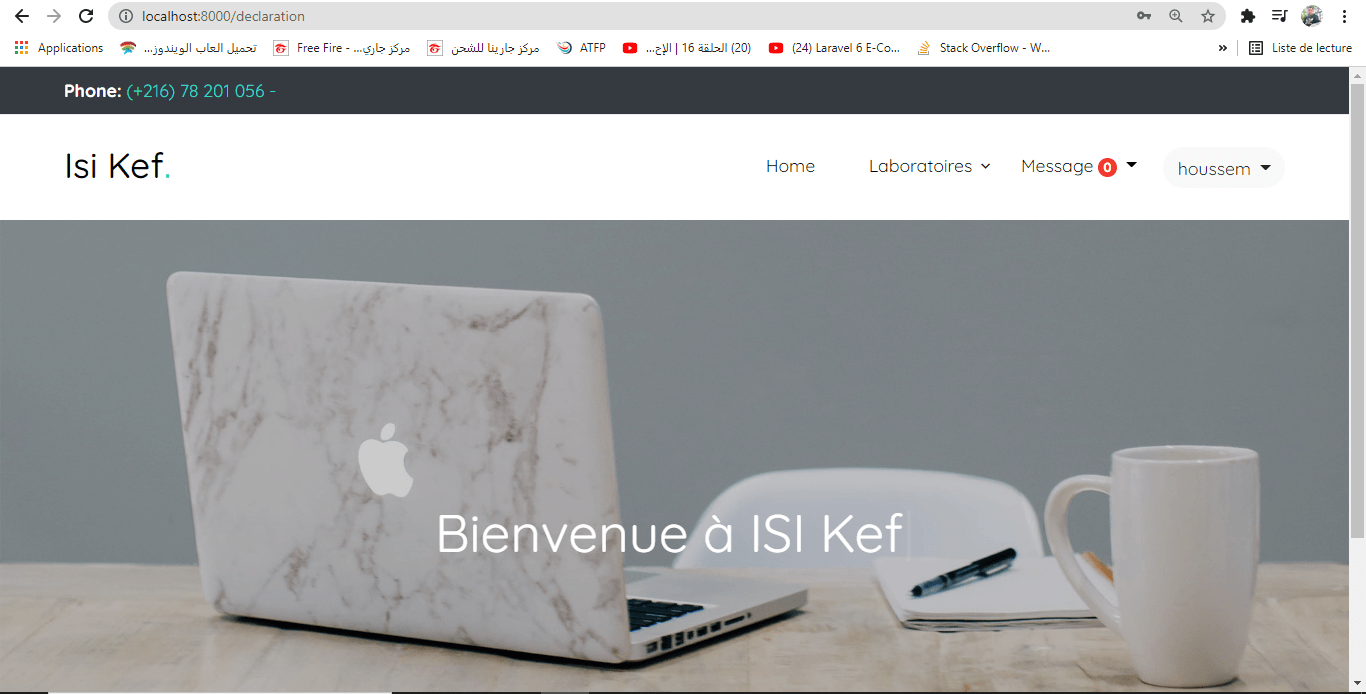 localhost:8000/declaration
Applications
تحميل العاب الويندوز...
Free Fire - مركز جاري...
مركز جارينا للشحن
ATFP
(20) الحلقة 16 | الإج...
(24) Laravel 6 E-Co...
Stack Overflow - W...
»
Liste de lecture
Phone: (+216) 78 201 056 -
Isi Kef.
Home
Laboratoires
Message 0
houssem
Bienvenue à ISI Kef